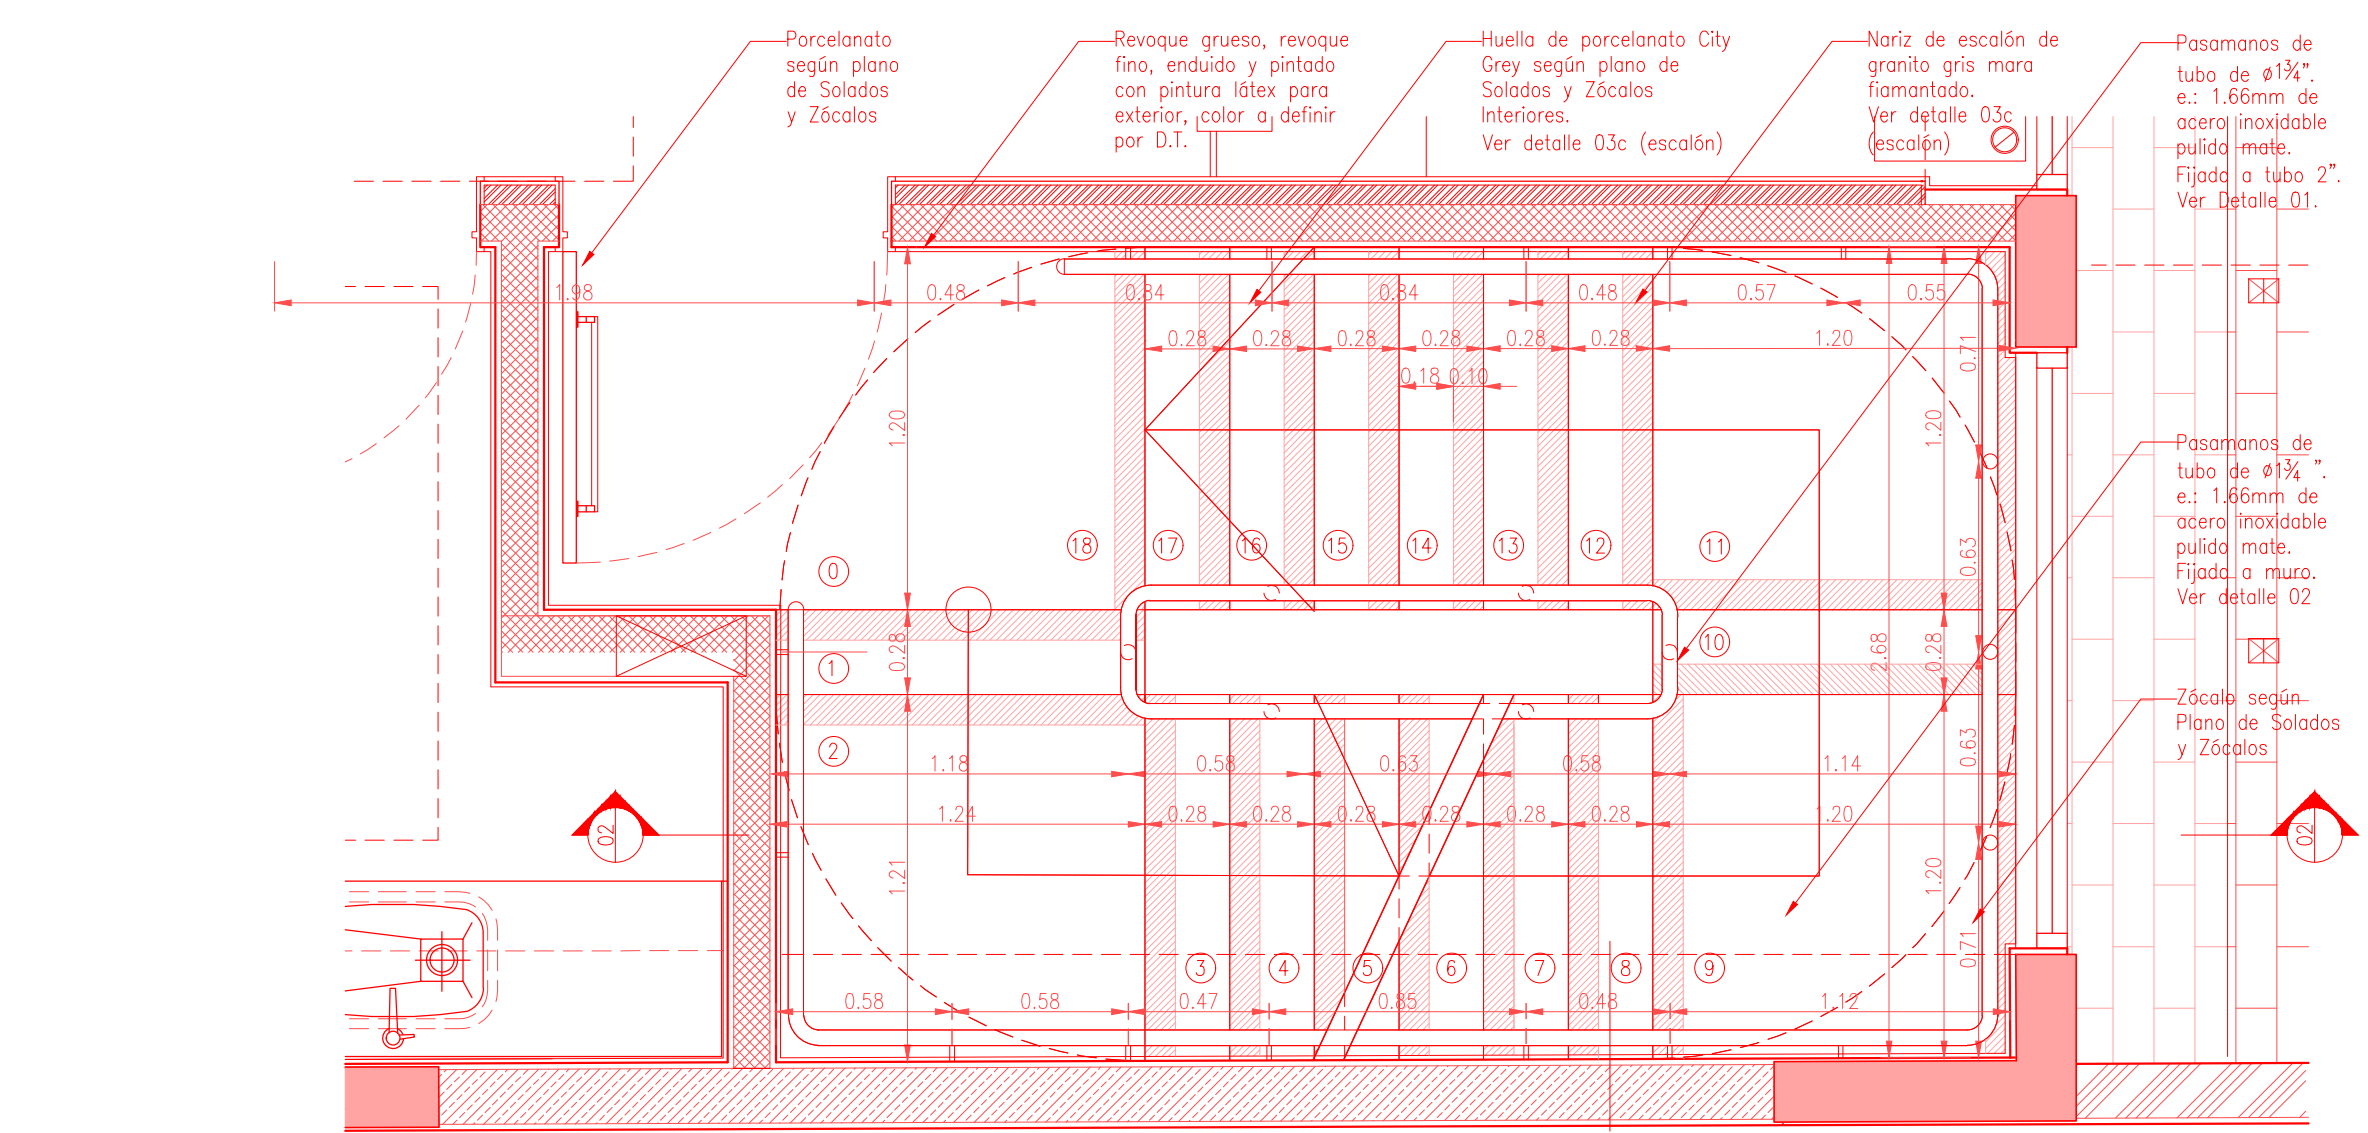 Porcelanato
según plano
de Solados
y Zócalos
Revoque grueso, revoque
fino, enduido y pintado
con pintura látex para
exterior, color a definir
por D.T.
Huella de porcelanato City
Grey según plano de
Solados y Zócalos
Interiores.
Ver detalle 03c (escalón)
Nariz de escalón de
granito gris mara
fiamantado.
Ver detalle 03c
(escalón)
Pasamanos de
tubo de ø1¾”.
e.: 1.66mm de
acero inoxidable
pulido mate.
Fijado a tubo 2”.
Ver Detalle 01.
1.98 0.48 0.84 0.84 0.48 0.57 0.55
0.28 0.28 0.28 0.28 0.28 0.28 1.20
0.71
0.18 0.10
1.20
1.20
Pasamanos de
tubo de ø1¾ ”.
e.: 1.66mm de
acero inoxidable
pulido mate.
Fijado a muro.
Ver detalle 02
0 18 17 16 15 14 13 12 11
0.63
1 10
0.28
2.68
0.28
Zócalo según
Plano de Solados
y Zócalos
2
0.63
1.18 0.58 0.63 0.58 1.14
1.24 0.28 0.28 0.28 0.28 0.28 0.28 1.20
02
02
1.21
1.20
0.71
3 4 5 6 7 8 9
0.58 0.58 0.47 0.85 0.48 1.12